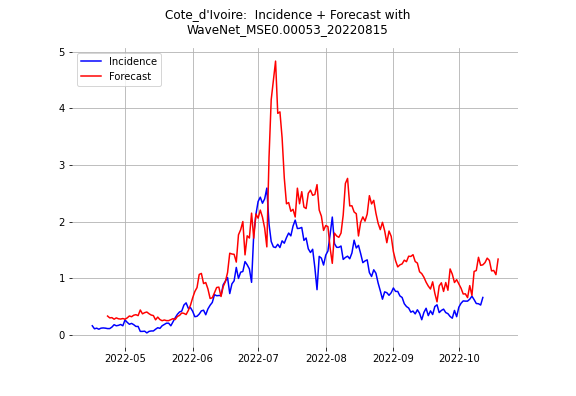 Cote_d'Ivoire:  Incidence + Forecast with
WaveNet_MSE0.00053_20220815
Incidence
Forecast
5
4
3
2
1
0
2022-05 2022-06 2022-07 2022-08 2022-09 2022-10